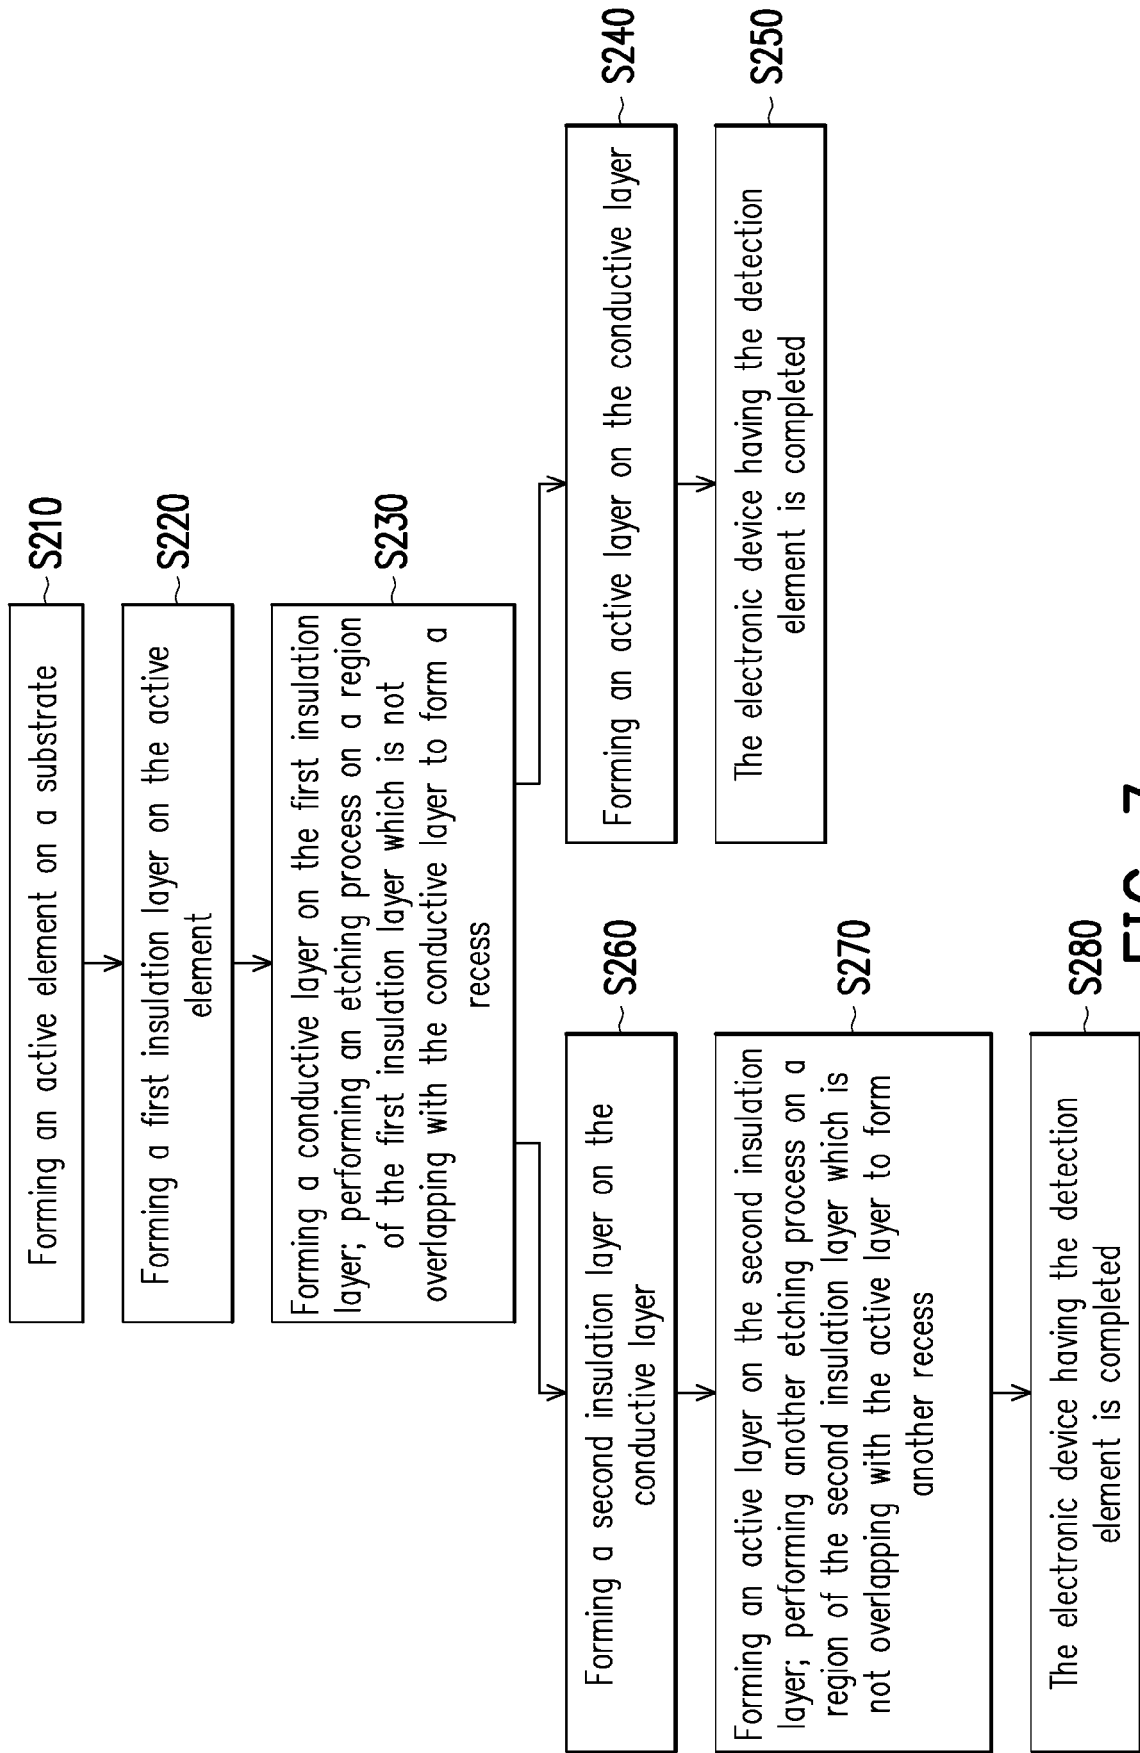 Forming an active element on a substrate
S210
Forming a first insulation layer on the active
element
S220
Forming a conductive layer on the first insulation
layer; performing an etching process on a region
of the first insulation layer which is not
overlapping with the conductive layer to form a
recess
S230
Forming an active layer on the conductive layer
S240
The electronic device having the detection
element is completed
S250
Forming a second insulation layer on the
conductive layer
S260
Forming an active layer on the second insulation
layer; performing another etching process on a
region of the second insulation layer which is
not overlapping with the active layer to form
another recess
S270
The electronic device having the detection
element is completed
S280
FIG. 7